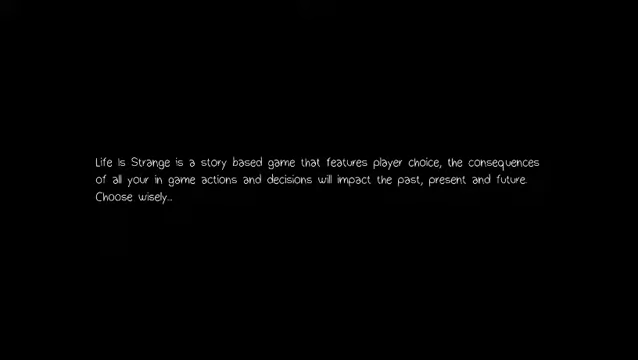 Life Is Strange is a story based game that features player choice, the consequences
of all your in game actions and decisions will impact the past, present and future.
Choose wisely...